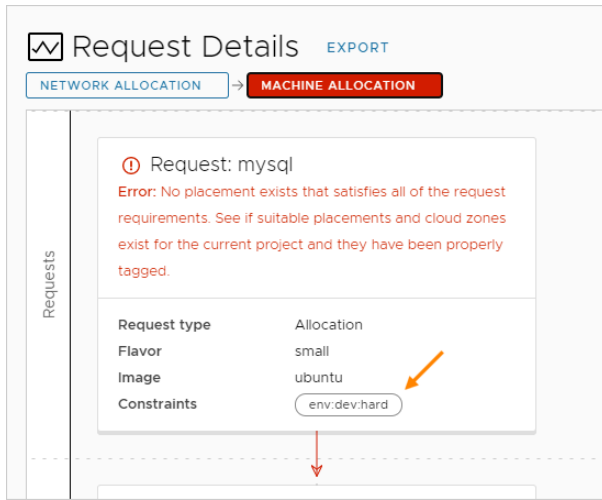 Request Details EXPORT
NETWORK ALLOCATION → MACHINE ALLOCATION
Requests
Request: mysql
Error: No placement exists that satisfies all of the request
requirements. See if suitable placements and cloud zones
exist for the current project and they have been properly
tagged.
Request type Allocation
Flavor small
Image ubuntu
Constraints env:dev:hard